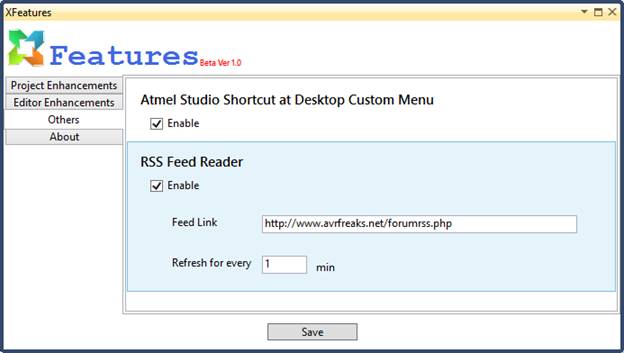 XFeatures
Features Beta Ver 1.0
Project Enhancements
Editor Enhancements
Others
About
Atmel Studio Shortcut at Desktop Custom Menu
Enable
RSS Feed Reader
Enable
Feed Link http://www.avrfreaks.net/forumrss.php
Refresh for every 1 min
Save